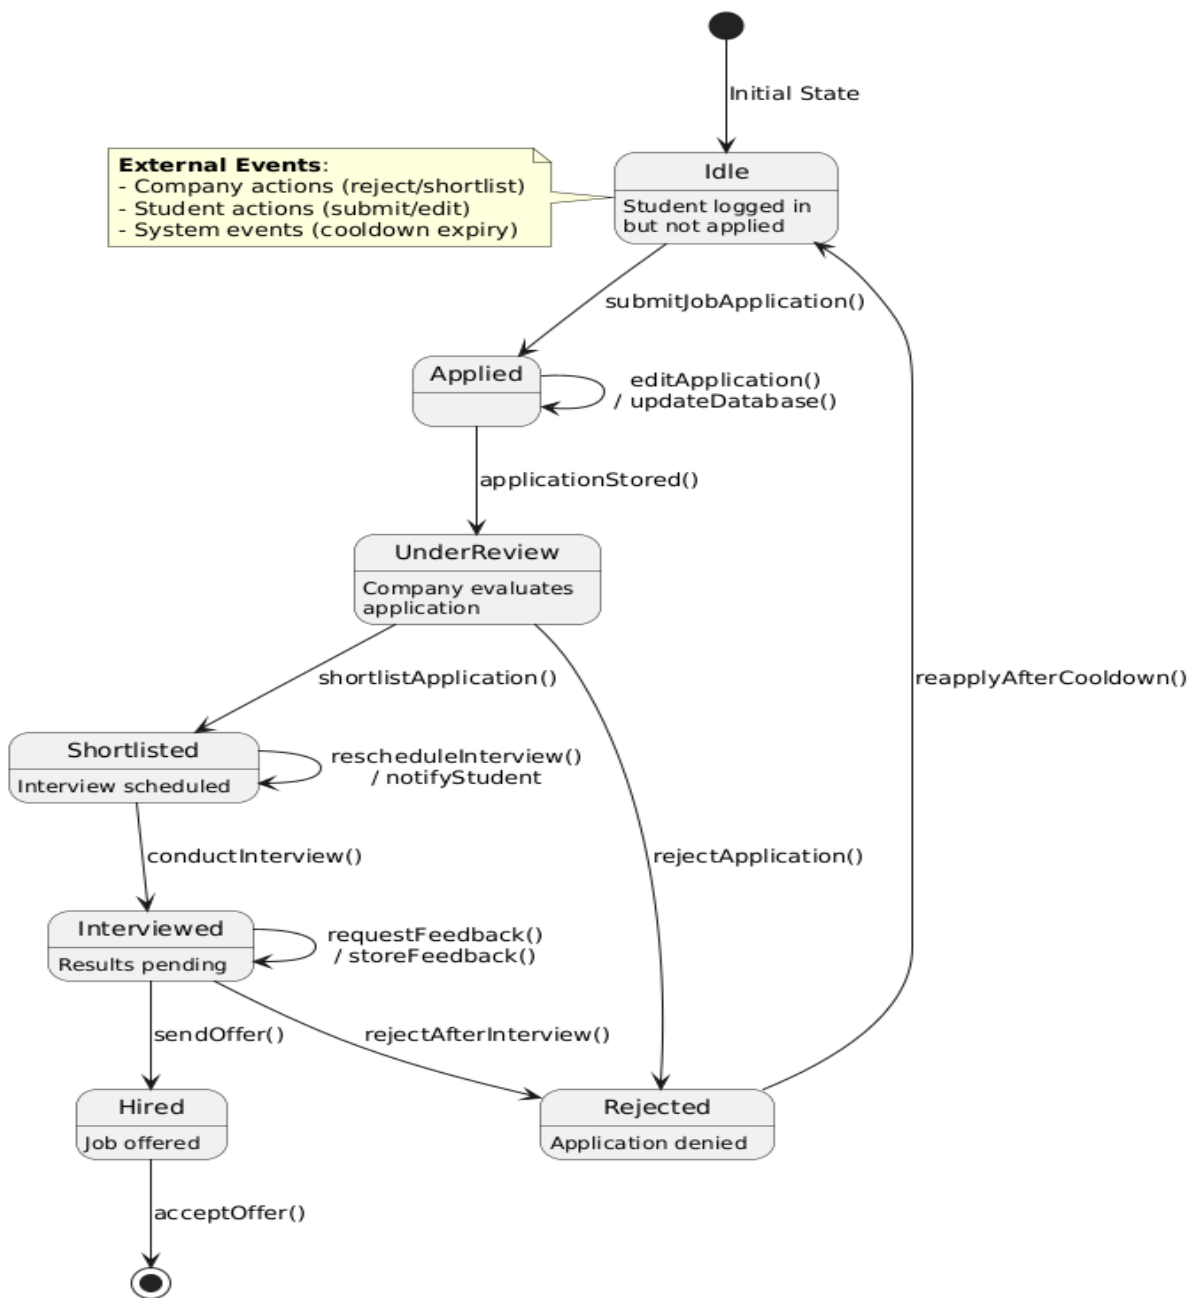 Initial State
External Events:
- Company actions (reject/shortlist)
- Student actions (submit/edit)
- System events (cooldown expiry)
Idle
Student logged in
but not applied
submitJobApplication()
Applied
editApplication()
/ updateDatabase()
applicationStored()
UnderReview
Company evaluates
application
shortlistApplication()
reapplyAfterCooldown()
Shortlisted
Interview scheduled
rescheduleInterview()
/ notifyStudent
conductInterview()
rejectApplication()
Interviewed
Results pending
requestFeedback()
/ storeFeedback()
sendOffer()
rejectAfterInterview()
Hired
Job offered
Rejected
Application denied
acceptOffer()